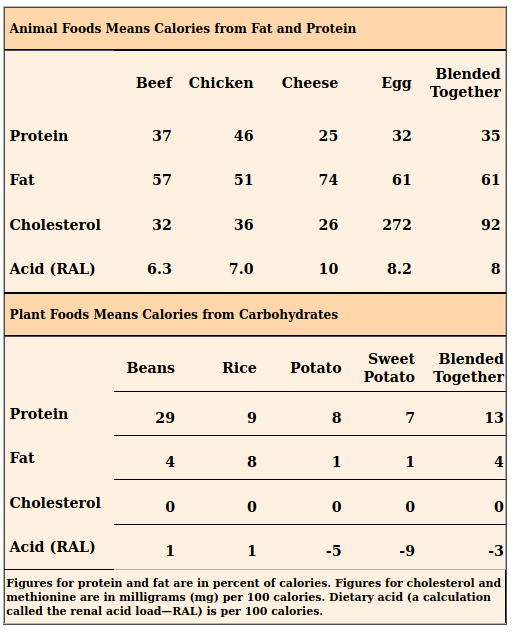 Animal Foods Means Calories from Fat and Protein
Beef Chicken Cheese Egg Blended Together
Protein 37 46 25 32 35
Fat 57 51 74 61 61
Cholesterol 32 36 26 272 92
Acid (RAL) 6.3 7.0 10 8.2 8
Plant Foods Means Calories from Carbohydrates
Beans Rice Potato Sweet Potato Blended Together
Protein 29 9 8 7 13
Fat 4 8 1 1 4
Cholesterol 0 0 0 0 0
Acid (RAL) 1 1 -5 -9 -3
Figures for protein and fat are in percent of calories. Figures for cholesterol and
methionine are in milligrams (mg) per 100 calories. Dietary acid (a calculation
called the renal acid load—RAL) is per 100 calories.